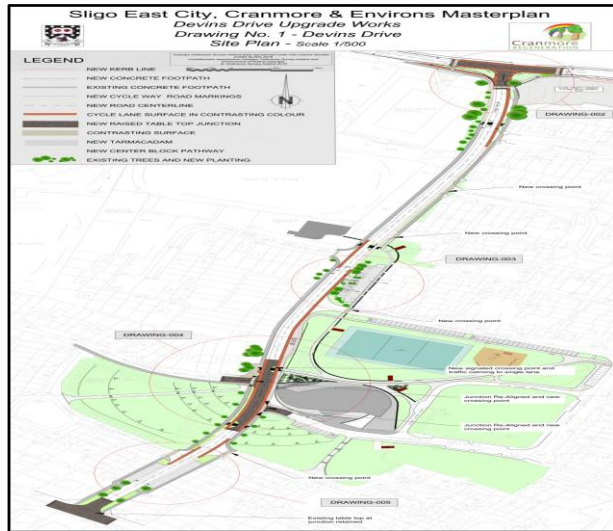 Sligo East City, Cranmore & Environs Masterplan
Devins Drive Upgrade Works
Drawing No. 1 - Devins Drive
Site Plan - Scale 1/500
Cranmore
REGENERATION
LEGEND
NEW KERB LINE
NEW CONCRETE FOOTPATH
EXISTING CONCRETE FOOTPATH
NEW CYCLE WAY ROAD MARKINGS
NEW ROAD CENTERLINE
CYCLE LANE SURFACE IN CONTRASTING COLOUR
NEW RAISED TABLE TOP JUNCTION
CONTRASTING SURFACE
NEW TARMACADAM
NEW CENTER BLOCK PATHWAY
EXISTING TREES AND NEW PLANTING
N
DRAWING-002
New crossing point
New crossing point
DRAWING-003
New crossing point
DRAWING-004
New signated crossing point and
traffic calming to single lane
Junction Re-Aligned and new
crossing point
Junction Re-Aligned and new
crossing point
New crossing point
DRAWING-005
Existing table top at
junction retained